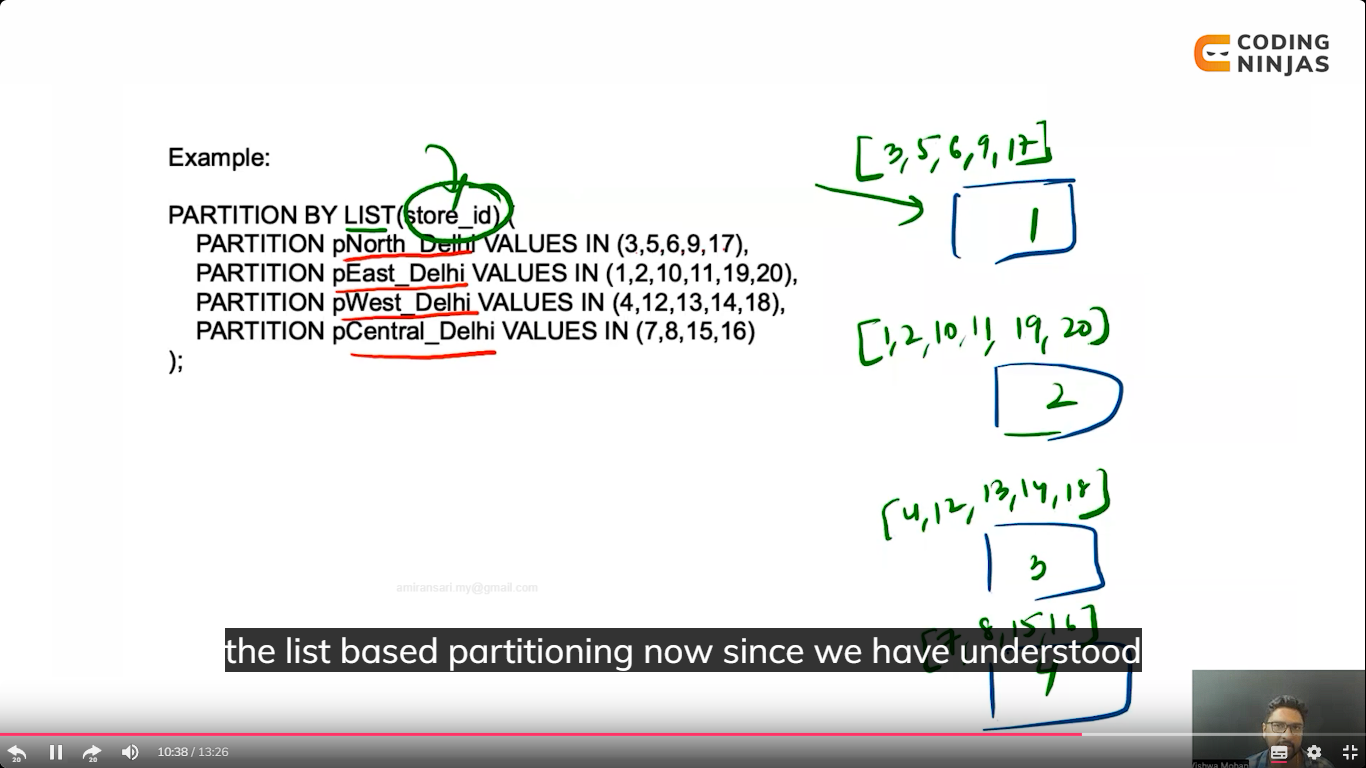 CODING
NINJAS
Example:
PARTITION BY LIST(store_id) (
PARTITION pNorth_Delhi VALUES IN (3,5,6,9,17),
PARTITION pEast_Delhi VALUES IN (1,2,10,11,19,20),
PARTITION pWest_Delhi VALUES IN (4,12,13,14,18),
PARTITION pCentral_Delhi VALUES IN (7,8,15,16)
);
[3,5,6,9,17]
1
[1,2,10,11,19,20]
2
[4,12,13,14,18]
3
[7,8,15,16]
4
amiransari.my@gmail.com
the list based partitioning now since we have understood
Vishwa Mohan
20
20
10:38 / 13:26